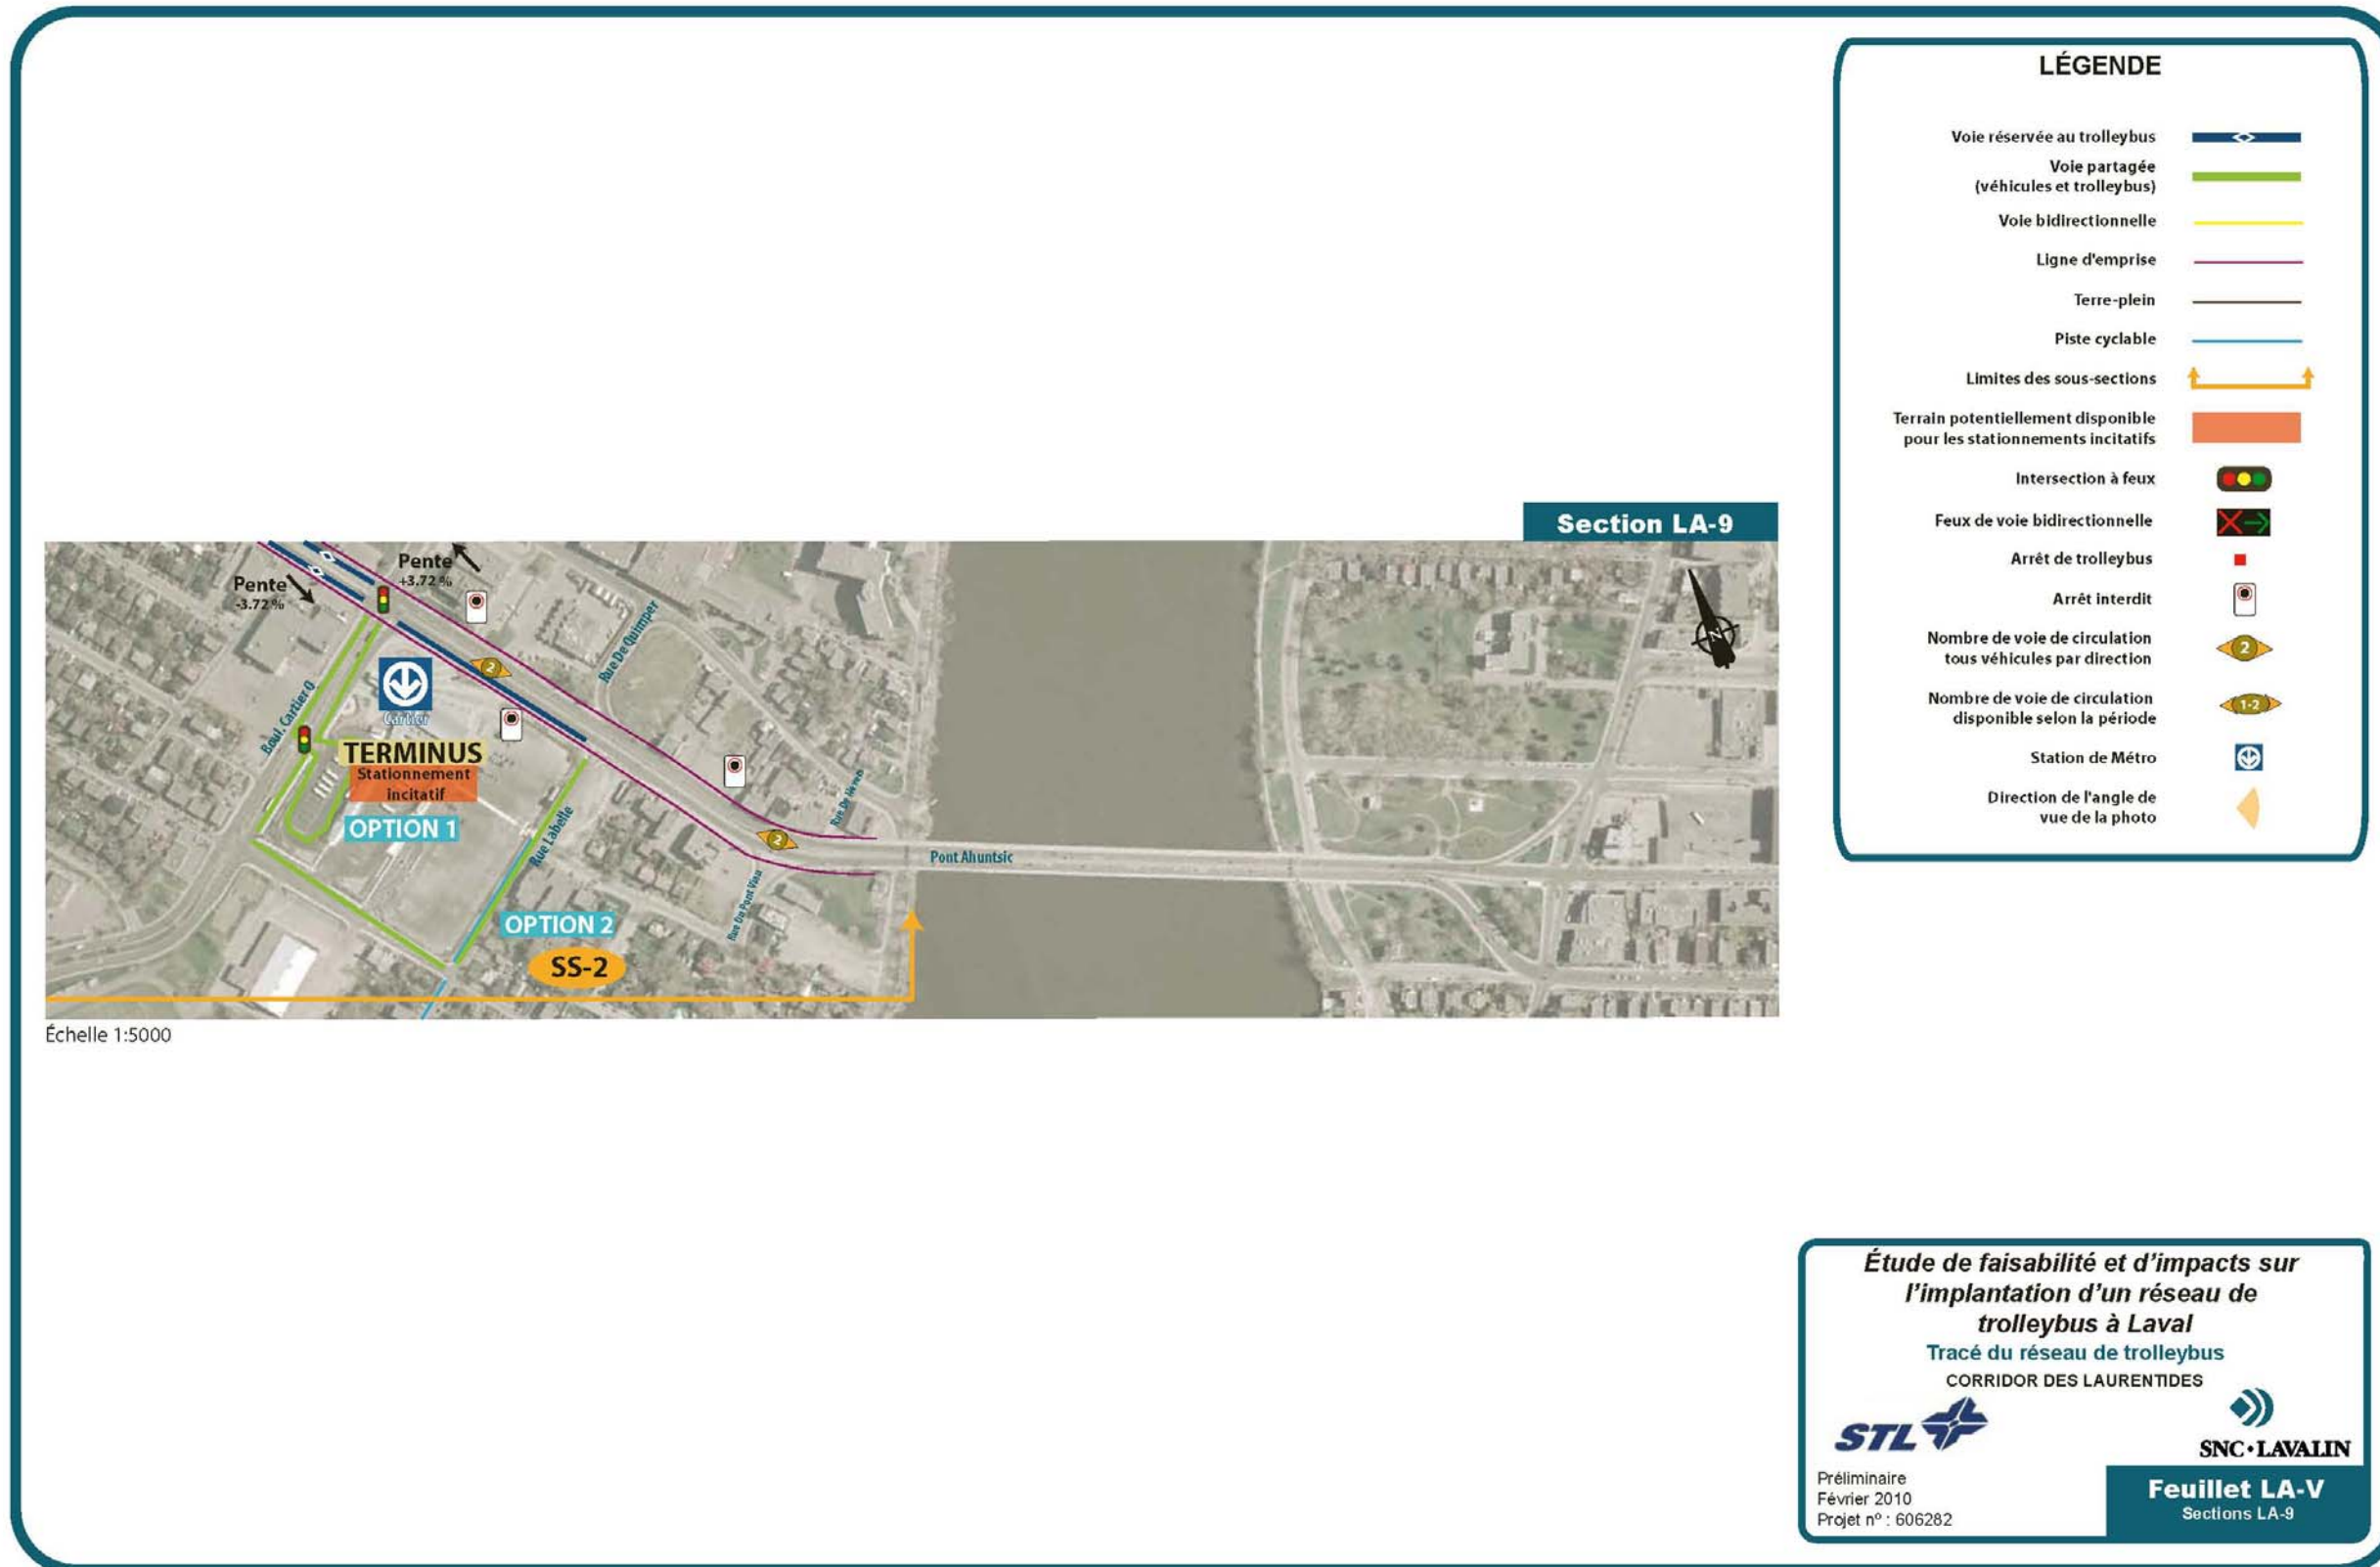 LÉGENDE
Voie réservée au trolleybus
Voie partagée
(véhicules et trolleybus)
Voie bidirectionnelle
Ligne d'emprise
Terre-plein
Piste cyclable
Limites des sous-sections
Terrain potentiellement disponible
pour les stationnements incitatifs
Intersection à feux
Feux de voie bidirectionnelle
Arrêt de trolleybus
Arrêt interdit
Nombre de voie de circulation
tous véhicules par direction
2
Nombre de voie de circulation
disponible selon la période
1-2
Station de Métro
Direction de l'angle de
vue de la photo
Section LA-9
Pente
+3.72 %
Pente
-3.72 %
Rue De Quimper
2
Boul. Cartier O
Cartier
TERMINUS
Stationnement
incitatif
OPTION 1
Rue Labelle
2
Pont Ahuntsic
Rue Du Pont Viau
OPTION 2
SS-2
N
Échelle 1:5000
Étude de faisabilité et d'impacts sur
l'implantation d'un réseau de
trolleybus à Laval
Tracé du réseau de trolleybus
CORRIDOR DES LAURENTIDES
STL
SNC•LAVALIN
Préliminaire
Février 2010
Projet nº : 606282
Feuillet LA-V
Sections LA-9